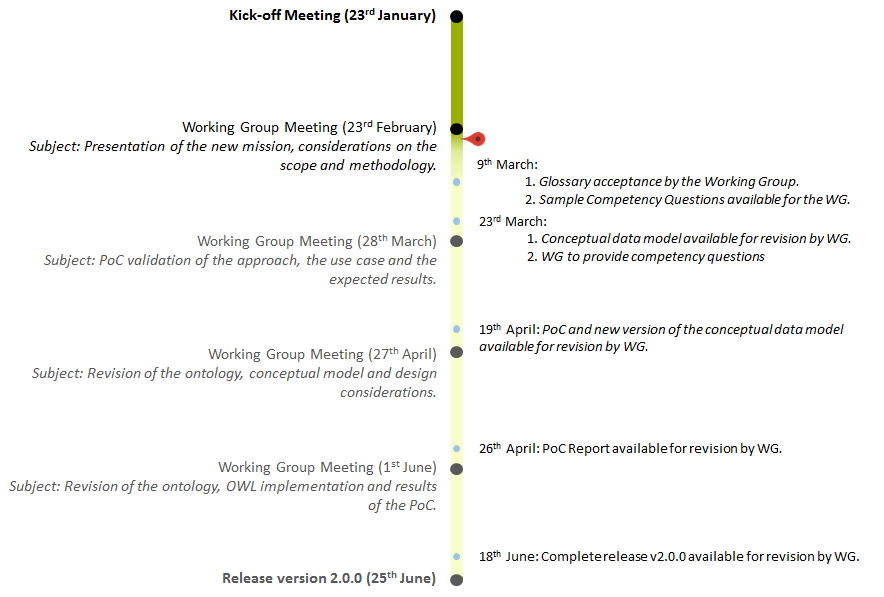 Kick-off Meeting (23rd January)
Working Group Meeting (23rd February)
Subject: Presentation of the new mission, considerations on the
scope and methodology.
9th March:
1. Glossary acceptance by the Working Group.
2. Sample Competency Questions available for the WG.
23rd March:
1. Conceptual data model available for revision by WG.
2. WG to provide competency questions
Working Group Meeting (28th March)
Subject: PoC validation of the approach, the use case and the
expected results.
19th April: PoC and new version of the conceptual data model
available for revision by WG.
Working Group Meeting (27th April)
Subject: Revision of the ontology, conceptual model and design
considerations.
26th April: PoC Report available for revision by WG.
Working Group Meeting (1st June)
Subject: Revision of the ontology, OWL implementation and results
of the PoC.
18th June: Complete release v2.0.0 available for revision by WG.
Release version 2.0.0 (25th June)